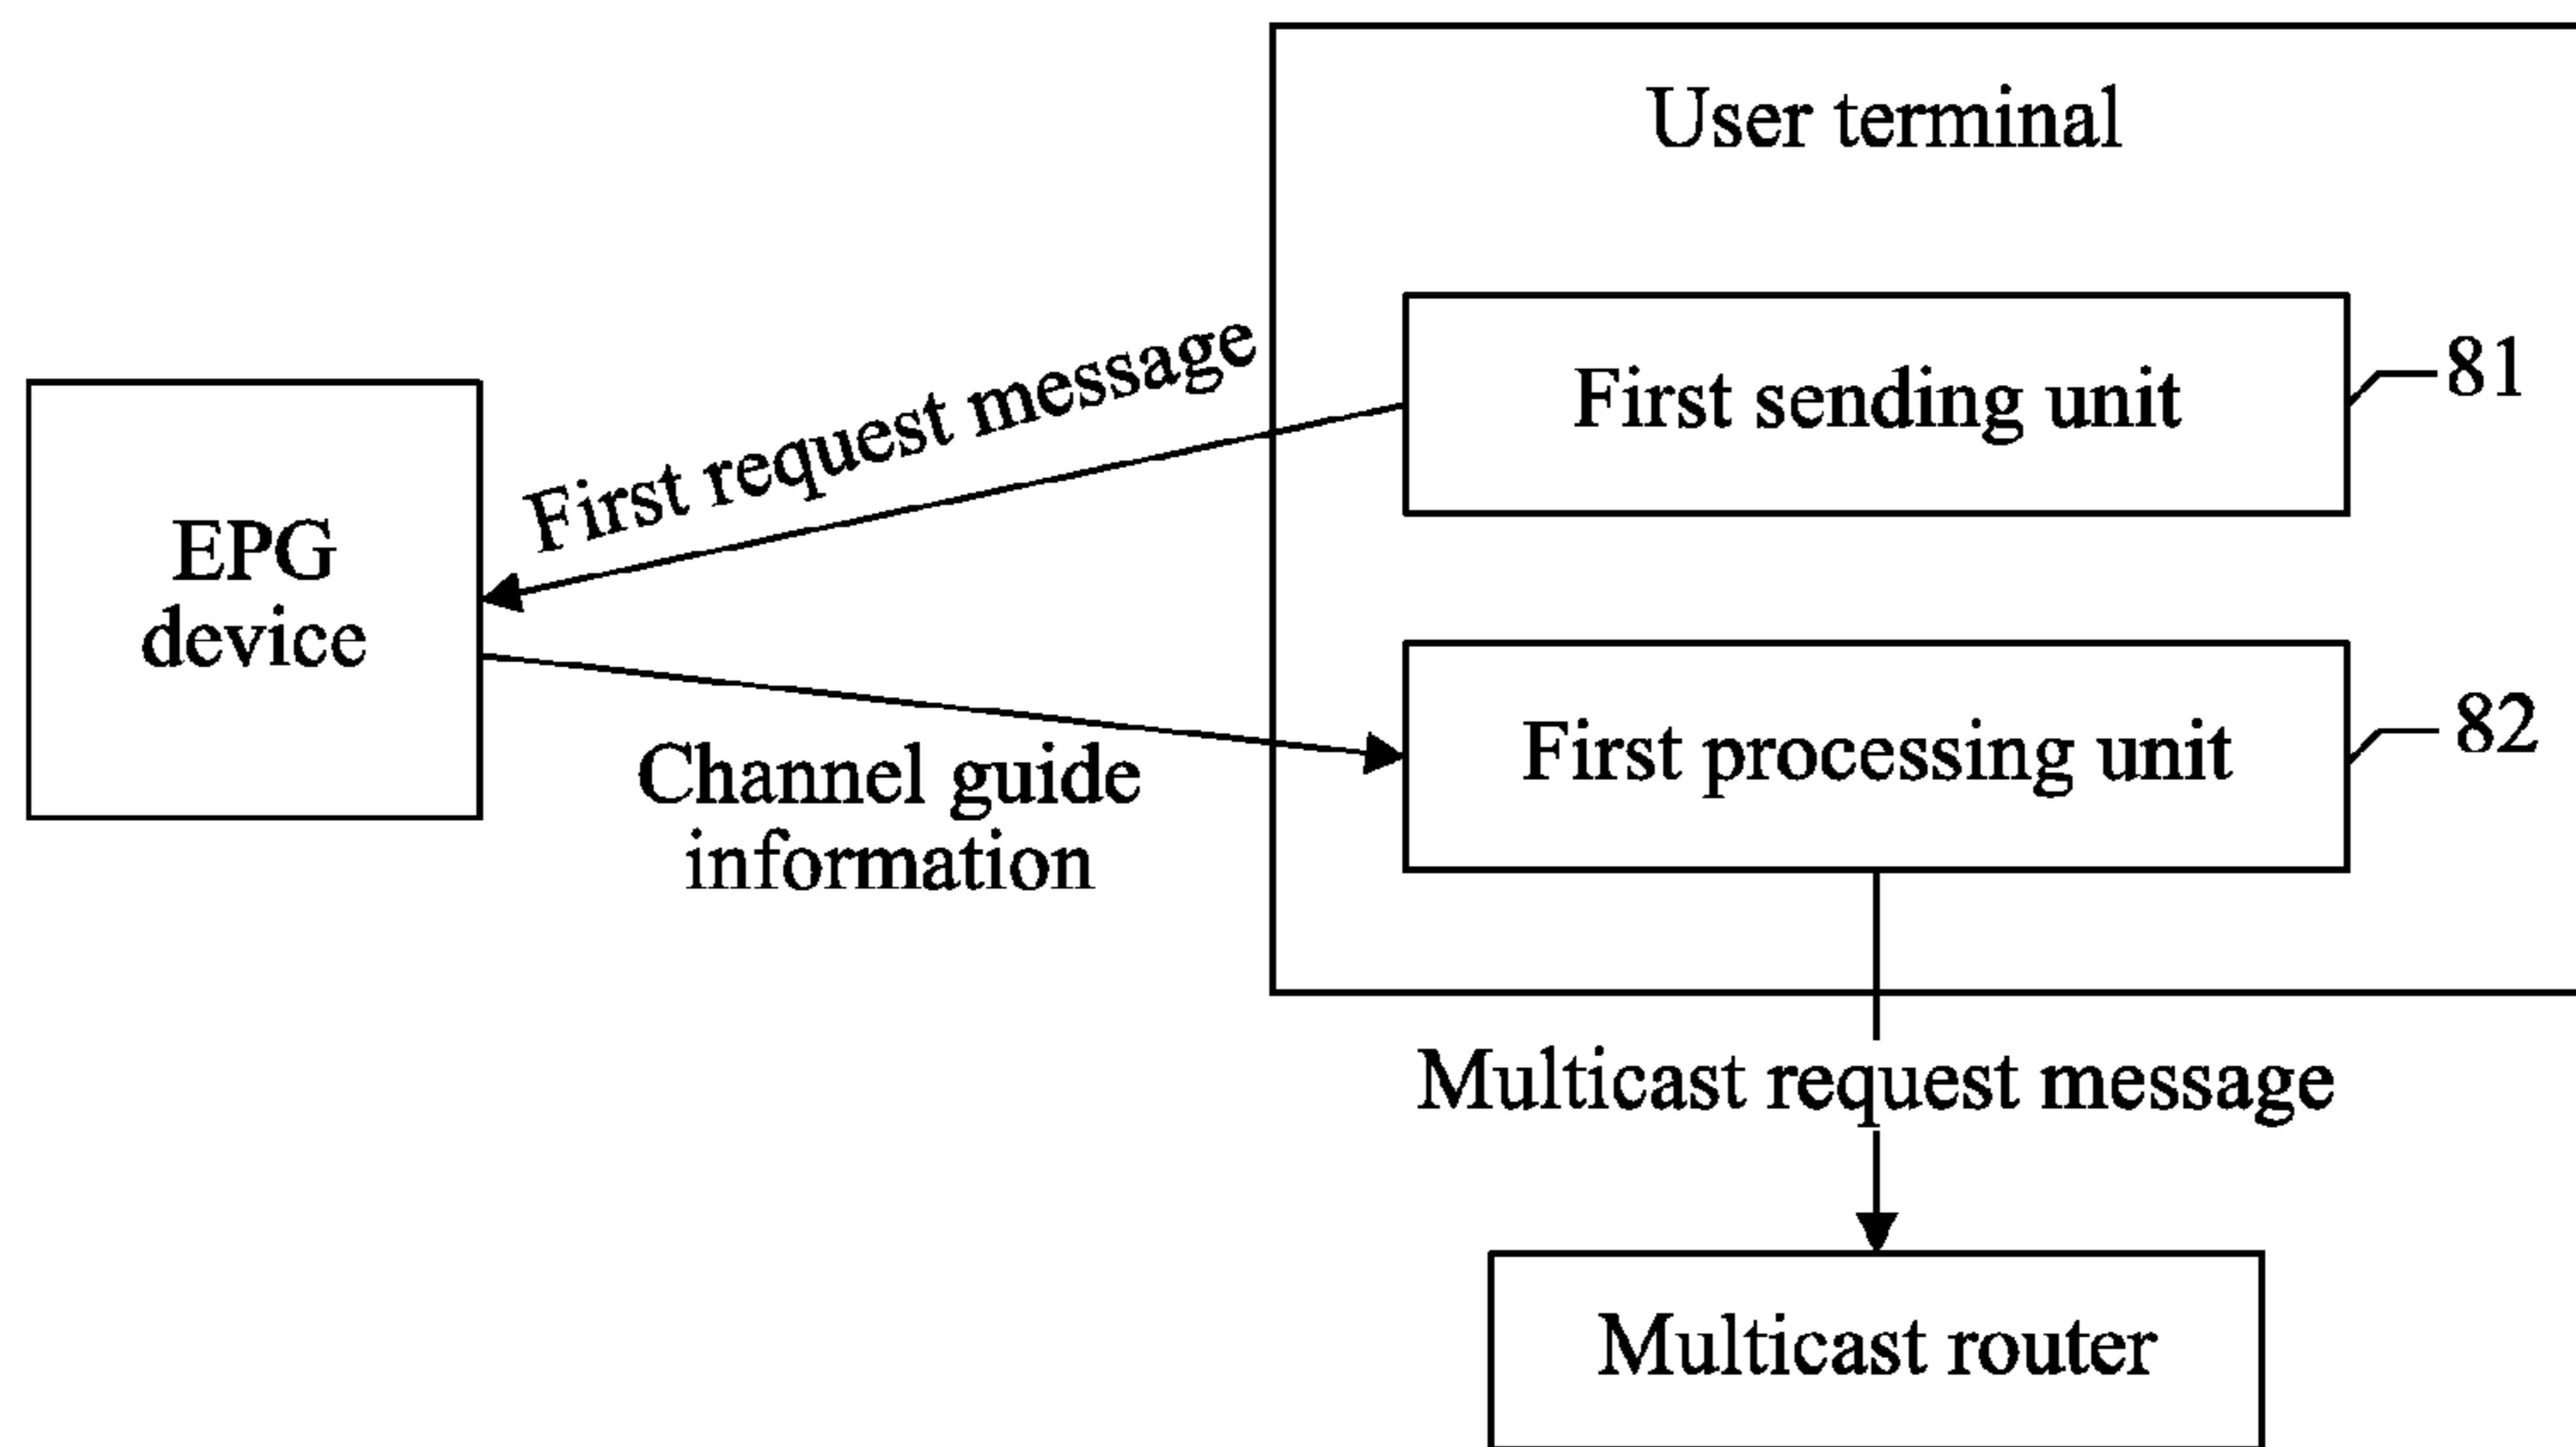 User terminal
First sending unit
81
First request message
EPG
device
First processing unit
82
Channel guide
information
Multicast request message
Multicast router